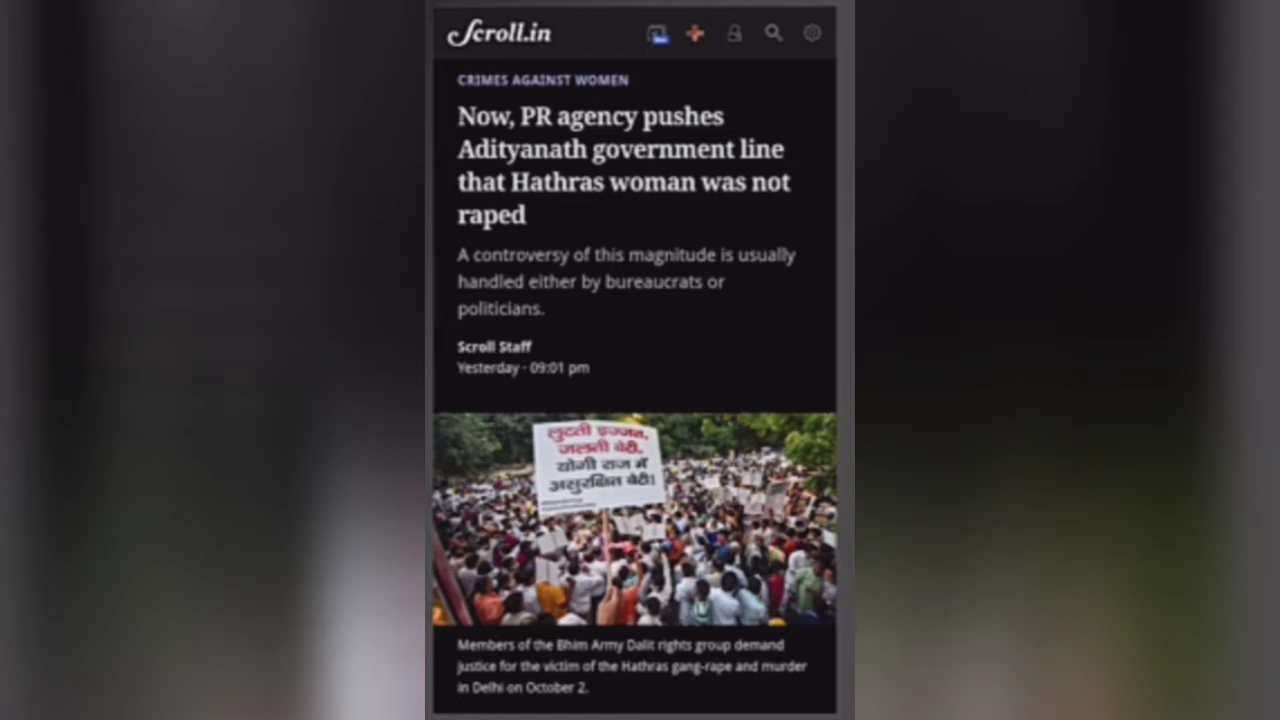 Scroll.in
CRIMES AGAINST WOMEN
Now, PR agency pushes
Adityanath government line
that Hathras woman was not
raped
A controversy of this magnitude is usually
handled either by bureaucrats or
politicians.
Scroll Staff
Yesterday · 09:01 pm
लुटती इज्जत,
जलती बेटी,
योगी राज में
असुरक्षित बेटी!
Members of the Bhim Army Dalit rights group demand
justice for the victim of the Hathras gang-rape and murder
in Delhi on October 2.